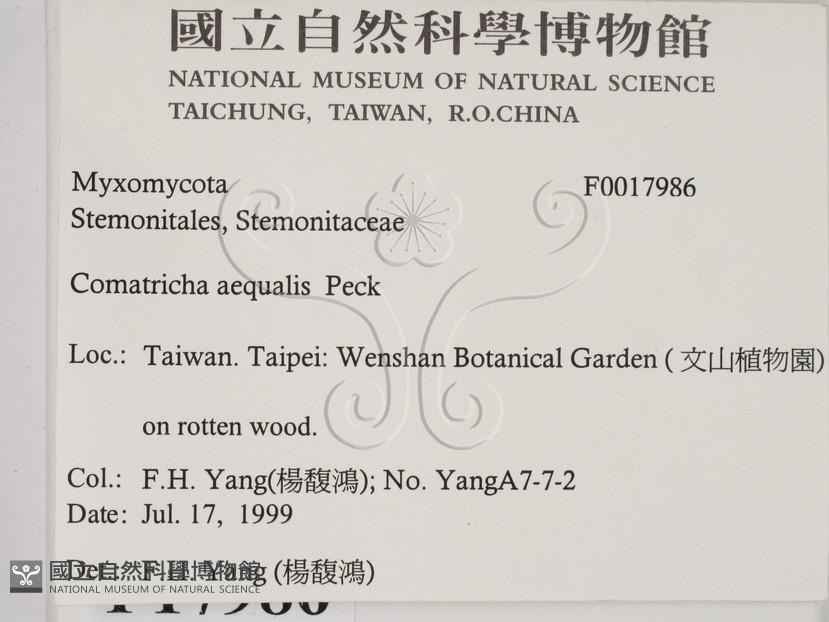 國立自然科學博物館
NATIONAL MUSEUM OF NATURAL SCIENCE
TAICHUNG, TAIWAN, R.O.CHINA
Myxomycota F0017986
Stemonitales, Stemonitaceae
Comatricha aequalis Peck
Loc.: Taiwan. Taipei: Wenshan Botanical Garden ( 文山植物園)
on rotten wood.
Col.: F.H. Yang(楊馥鴻); No. YangA7-7-2
Date: Jul. 17, 1999
Det.: F.H. Yang (楊馥鴻)
國立自然科學博物館
NATIONAL MUSEUM OF NATURAL SCIENCE